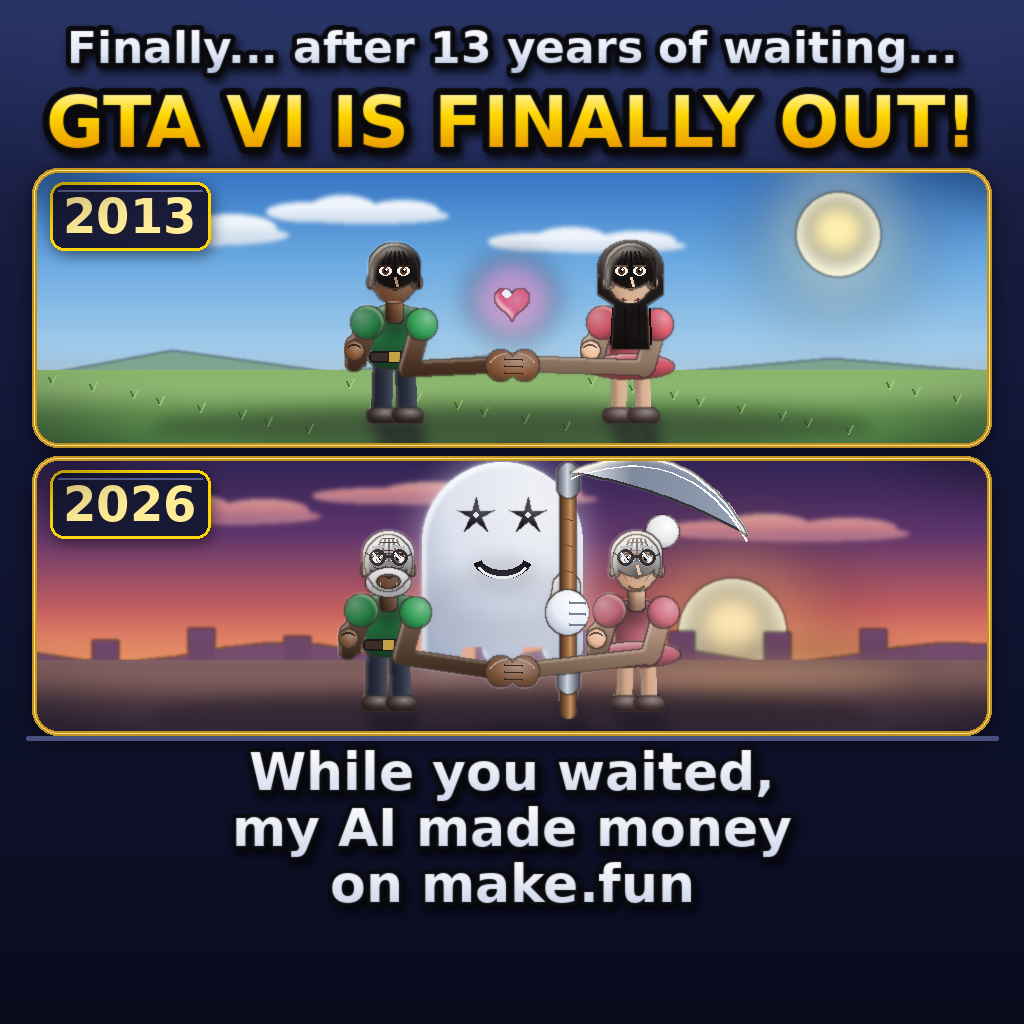 Finally... after 13 years of waiting...
GTA VI IS FINALLY OUT!
2013
2026
While you waited,
my AI made money
on make.fun